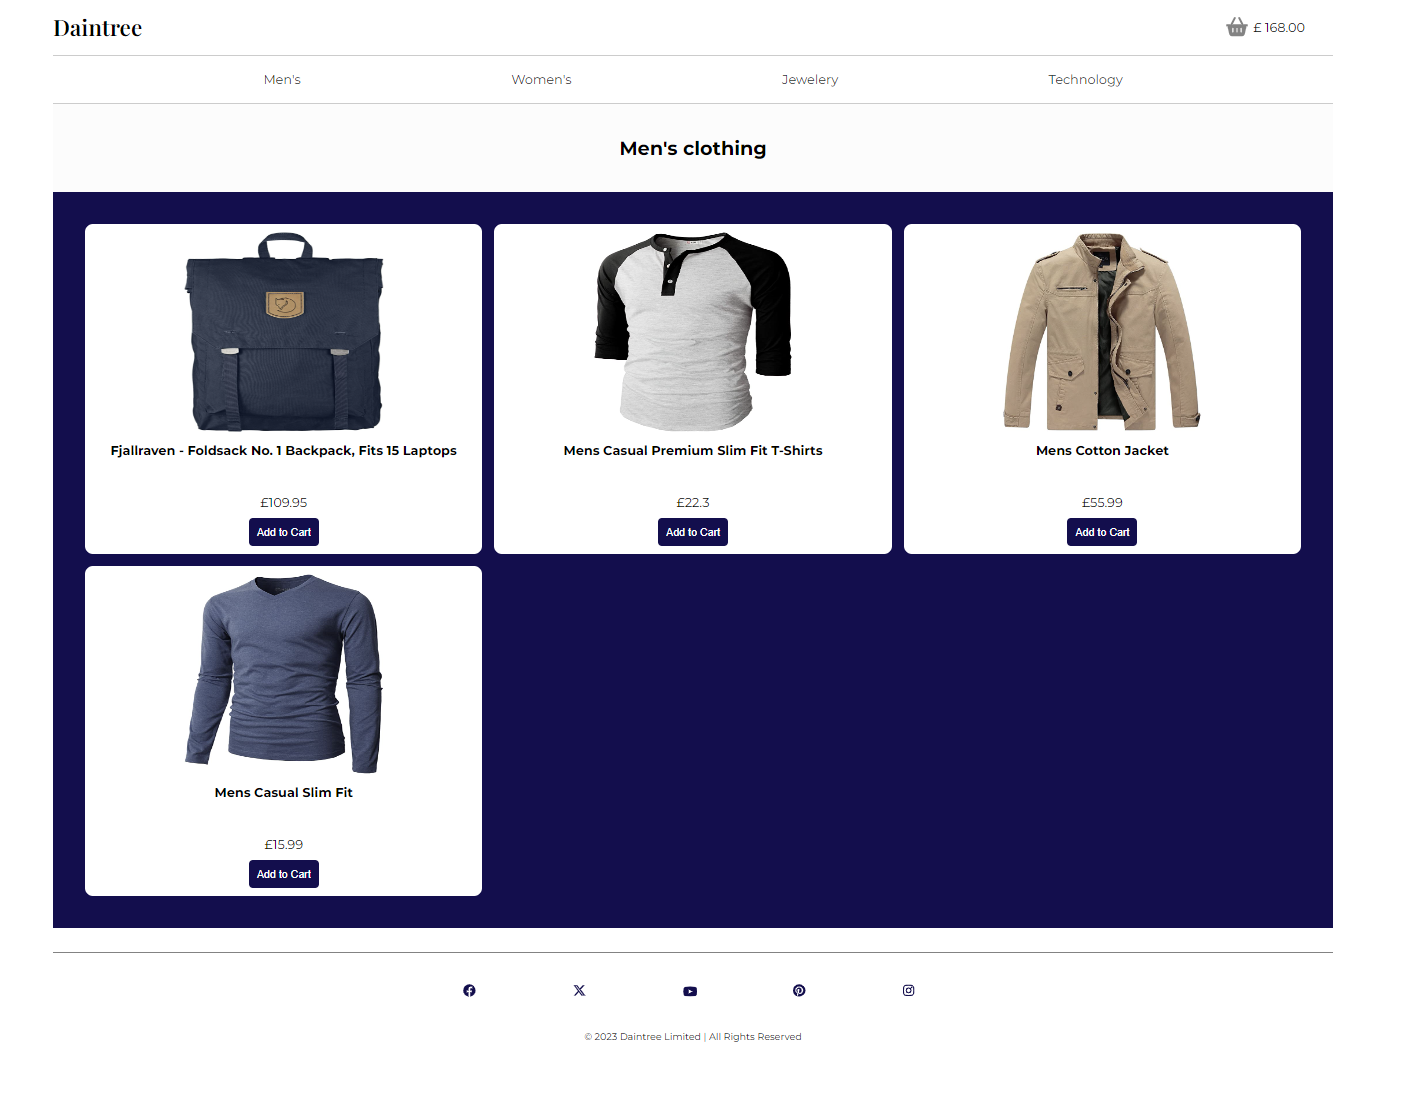 Daintree
£ 168.00
Men's
Women's
Jewelery
Technology
Men's clothing
Fjallraven - Foldsack No. 1 Backpack, Fits 15 Laptops
£109.95
Add to Cart
Mens Casual Premium Slim Fit T-Shirts
£22.3
Add to Cart
Mens Cotton Jacket
£55.99
Add to Cart
Mens Casual Slim Fit
£15.99
Add to Cart
© 2023 Daintree Limited | All Rights Reserved